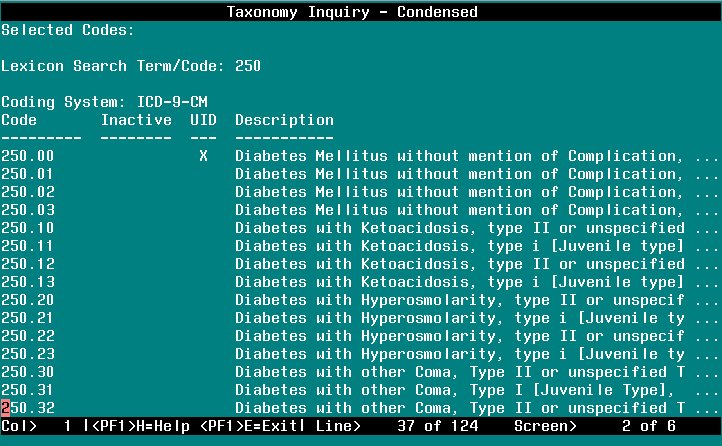 Taxonomy Inquiry - Condensed
Selected Codes:
Lexicon Search Term/Code: 250
Coding System: ICD-9-CM
Code Inactive UID Description
--------- -------- --- -----------
250.00 X Diabetes Mellitus without mention of Complication, ...
250.01 Diabetes Mellitus without mention of Complication, ...
250.02 Diabetes Mellitus without mention of Complication, ...
250.03 Diabetes Mellitus without mention of Complication, ...
250.10 Diabetes with Ketoacidosis, type II or unspecified ...
250.11 Diabetes with Ketoacidosis, type i [Juvenile type] ...
250.12 Diabetes with Ketoacidosis, type II or unspecified ...
250.13 Diabetes with Ketoacidosis, type i [Juvenile type] ...
250.20 Diabetes with Hyperosmolarity, type II or unspecif ...
250.21 Diabetes with Hyperosmolarity, type i [Juvenile ty ...
250.22 Diabetes with Hyperosmolarity, type II or unspecif ...
250.23 Diabetes with Hyperosmolarity, type i [Juvenile ty ...
250.30 Diabetes with other Coma, Type II or unspecified T ...
250.31 Diabetes with other Coma, Type I [Juvenile Type], ...
250.32 Diabetes with other Coma, Type II or unspecified T ...
Col> 1 |<PF1>H=Help <PF1>E=Exit| Line> 37 of 124 Screen> 2 of 6